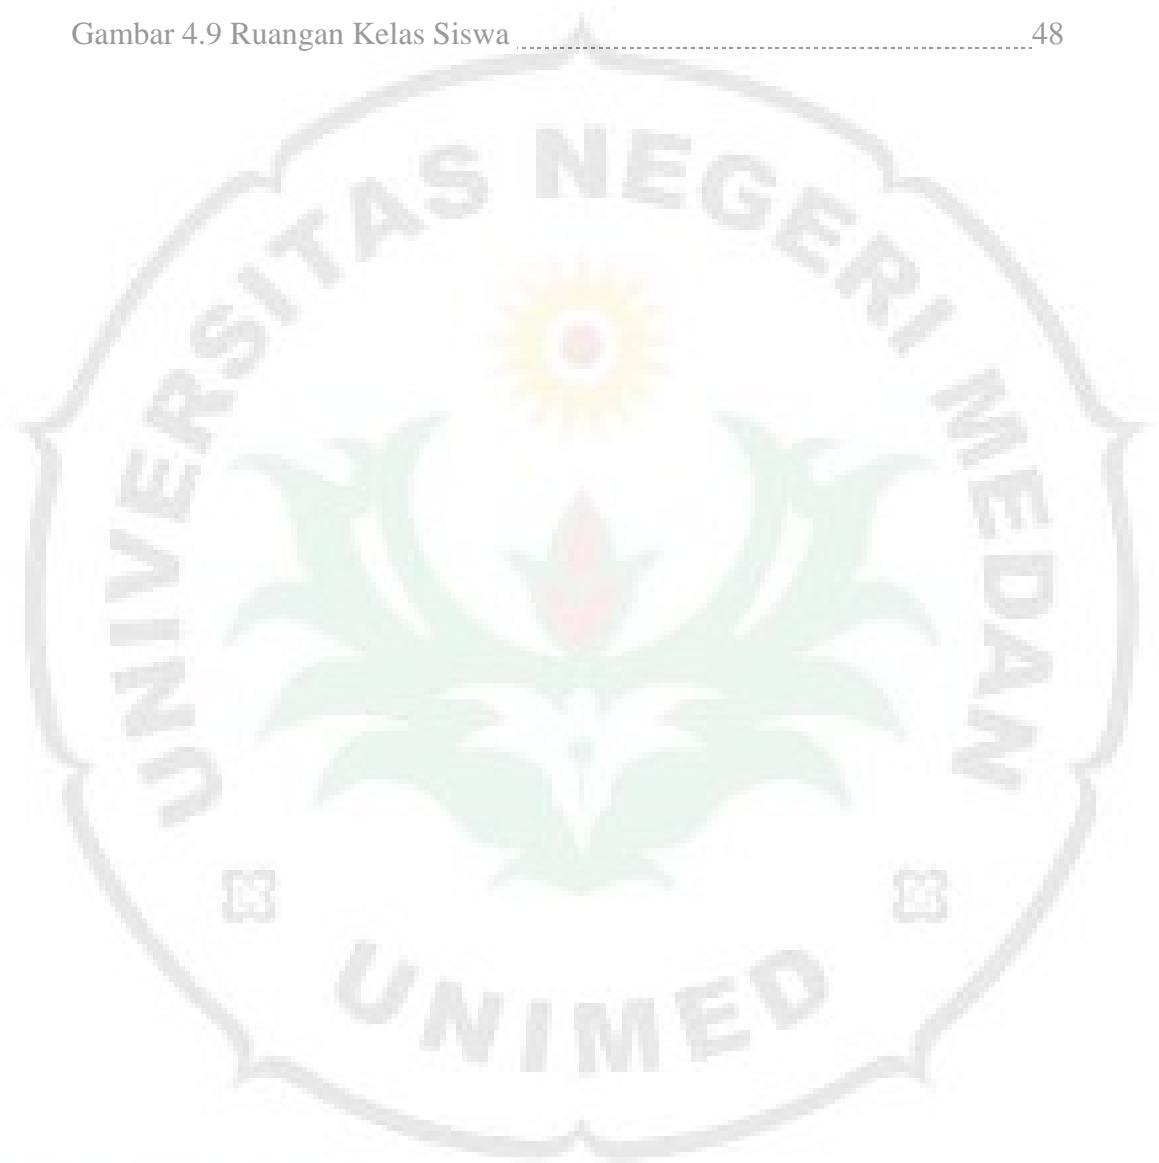 Gambar 4.9 Ruangan Kelas Siswa ........................................................48
UNIVERSITAS NEGERI MEDAN
UNIMED